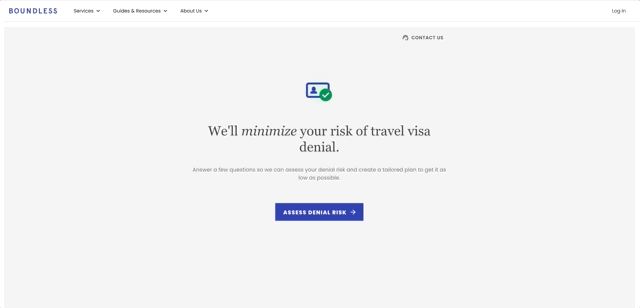 BOUNDLESS Services Guides & Resources About Us Log In
CONTACT US
We'll minimize your risk of travel visa
denial.
Answer a few questions so we can assess your denial risk and create a tailored plan to get it as
low as possible.
ASSESS DENIAL RISK